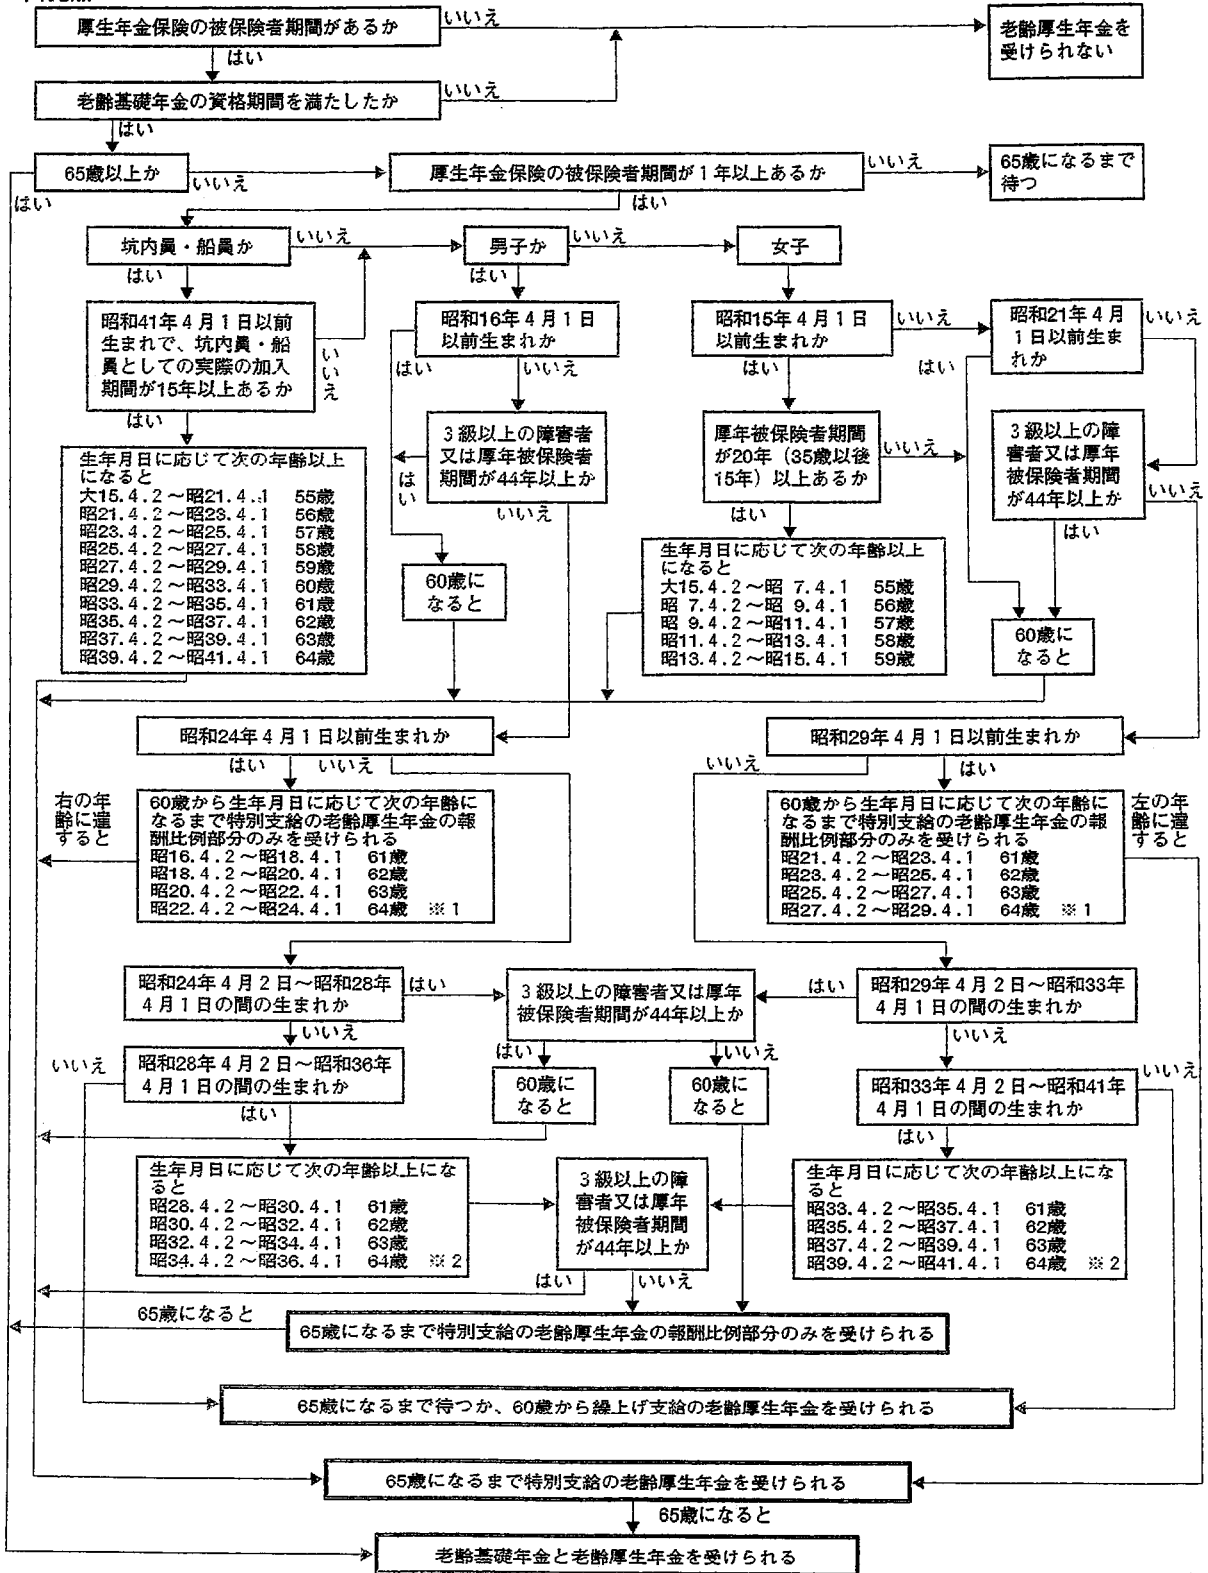 厚生年金保険の被保険者期間があるか
いいえ
老齢厚生年金を
受けられない
はい
老齢基礎年金の資格期間を満たしたか
いいえ
はい
65歳以上か
いいえ
はい
厚生年金保険の被保険者期間が1年以上あるか
いいえ
65歳になるまで
待つ
はい
坑内員・船員か
いいえ
はい
男子か
いいえ
はい
女子
昭和41年4月1日以前
生まれで、坑内員・船
員としての実際の加入
期間が15年以上あるか
いいえ
はい
昭和16年4月1日
以前生まれか
はい
いいえ
昭和15年4月1日
以前生まれか
いいえ
はい
昭和21年4月
1日以前生ま
れか
いいえ
はい
生年月日に応じて次の年齢以上
になると
大15.4.2～昭21.4.1 55歳
昭21.4.2～昭23.4.1 56歳
昭23.4.2～昭25.4.1 57歳
昭25.4.2～昭27.4.1 58歳
昭27.4.2～昭29.4.1 59歳
昭29.4.2～昭33.4.1 60歳
昭33.4.2～昭35.4.1 61歳
昭35.4.2～昭37.4.1 62歳
昭37.4.2～昭39.4.1 63歳
昭39.4.2～昭41.4.1 64歳
3級以上の障害者
又は厚年被保険者
期間が44年以上か
はい
いいえ
60歳に
なると
厚年被保険者期間
が20年（35歳以後
15年）以上あるか
いいえ
はい
3級以上の障
害者又は厚年
被保険者期間
が44年以上か
いいえ
はい
生年月日に応じて次の年齢以上
になると
大15.4.2～昭 7.4.1 55歳
昭 7.4.2～昭 9.4.1 56歳
昭 9.4.2～昭11.4.1 57歳
昭11.4.2～昭13.4.1 58歳
昭13.4.2～昭15.4.1 59歳
60歳に
なると
昭和24年4月1日以前生まれか
はい
いいえ
昭和29年4月1日以前生まれか
いいえ
はい
右の年
齢に達
すると
60歳から生年月日に応じて次の年齢に
なるまで特別支給の老齢厚生年金の報
酬比例部分のみを受けられる
昭16.4.2～昭18.4.1 61歳
昭18.4.2～昭20.4.1 62歳
昭20.4.2～昭22.4.1 63歳
昭22.4.2～昭24.4.1 64歳 ※1
60歳から生年月日に応じて次の年齢に
なるまで特別支給の老齢厚生年金の報
酬比例部分のみを受けられる
昭21.4.2～昭23.4.1 61歳
昭23.4.2～昭25.4.1 62歳
昭25.4.2～昭27.4.1 63歳
昭27.4.2～昭29.4.1 64歳 ※1
左の年
齢に達
すると
昭和24年4月2日～昭和28年
4月1日の間の生まれか
はい
いいえ
3級以上の障害者又は厚年
被保険者期間が44年以上か
はい
いいえ
はい
昭和29年4月2日～昭和33年
4月1日の間の生まれか
いいえ
いいえ
昭和28年4月2日～昭和36年
4月1日の間の生まれか
はい
60歳に
なると
60歳に
なると
昭和33年4月2日～昭和41年
4月1日の間の生まれか
いいえ
はい
生年月日に応じて次の年齢以上にな
ると
昭28.4.2～昭30.4.1 61歳
昭30.4.2～昭32.4.1 62歳
昭32.4.2～昭34.4.1 63歳
昭34.4.2～昭36.4.1 64歳 ※2
3級以上の障
害者又は厚年
被保険者期間
が44年以上か
はい
いいえ
生年月日に応じて次の年齢以上にな
ると
昭33.4.2～昭35.4.1 61歳
昭35.4.2～昭37.4.1 62歳
昭37.4.2～昭39.4.1 63歳
昭39.4.2～昭41.4.1 64歳 ※2
65歳になると
65歳になるまで特別支給の老齢厚生年金の報酬比例部分のみを受けられる
65歳になるまで待つか、60歳から繰上げ支給の老齢厚生年金を受けられる
65歳になるまで特別支給の老齢厚生年金を受けられる
65歳になると
老齢基礎年金と老齢厚生年金を受けられる